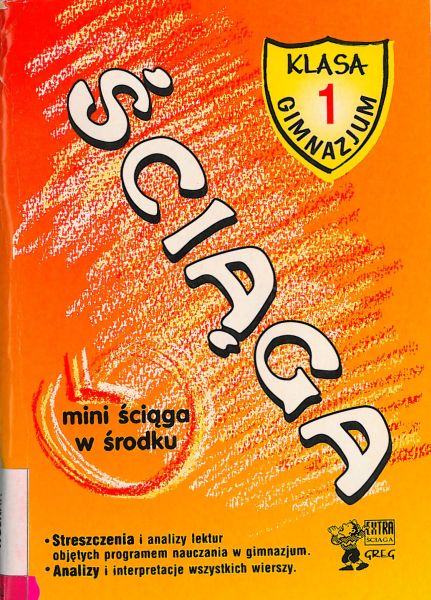 KLASA
1
GIMNAZJUM
ŚCIĄGA
mini ściąga
w środku
• Streszczenia i analizy lektur
objętych programem nauczania w gimnazjum.
• Analizy i interpretacje wszystkich wierszy.
EXTRA
ŚCIĄGA
GREG